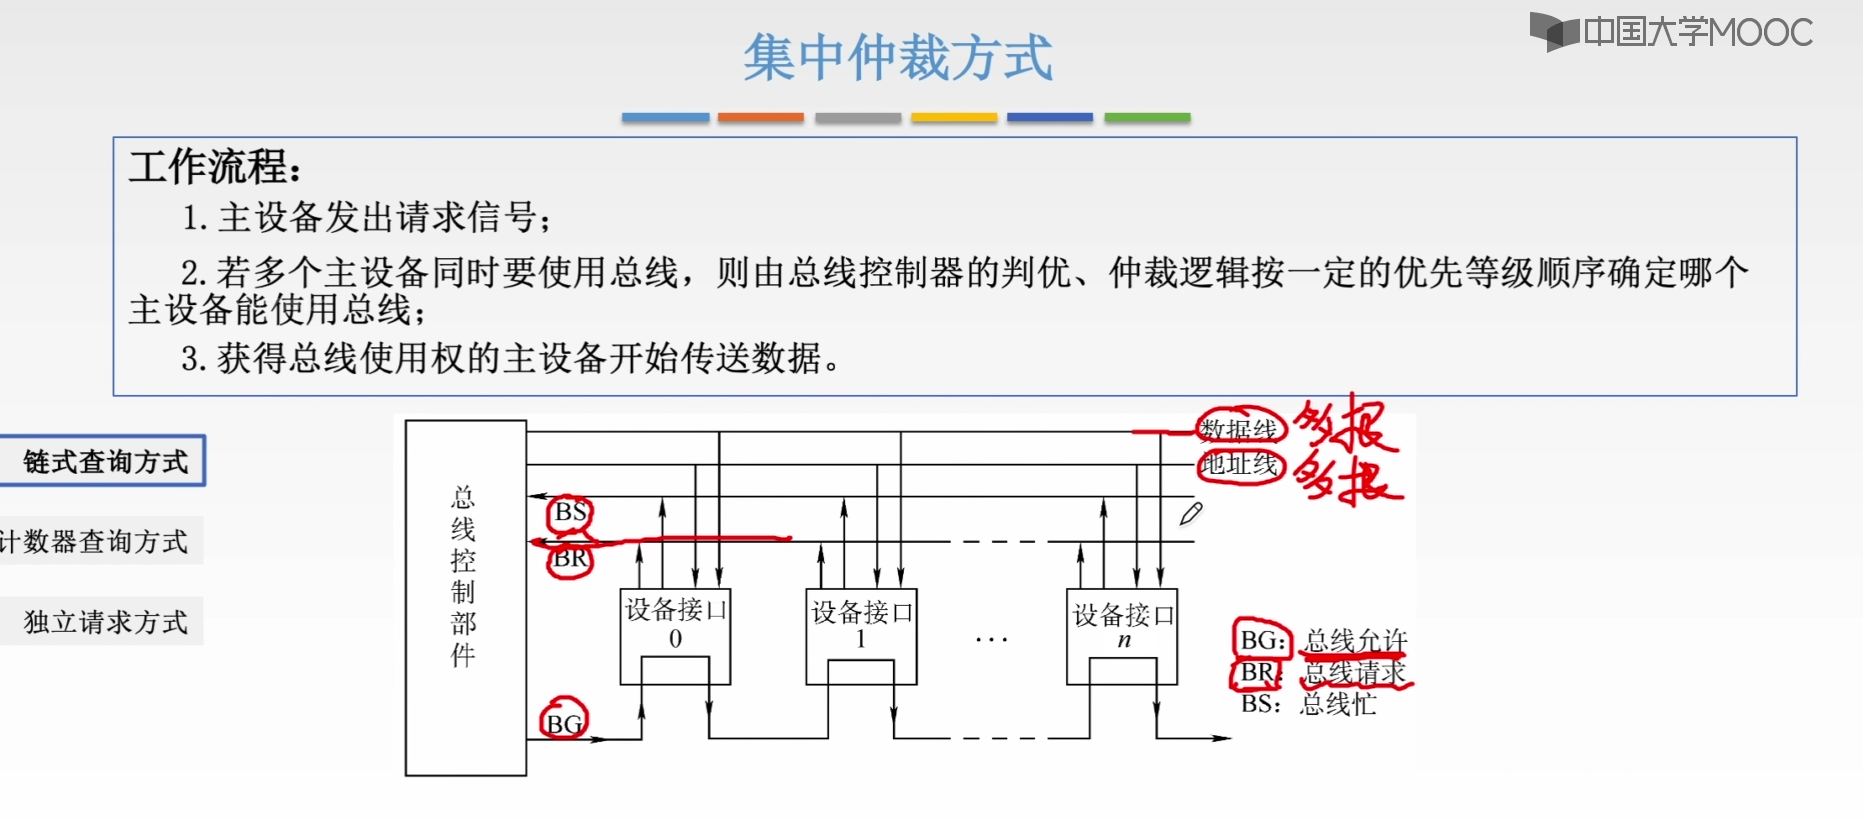 中国大学MOOC
集中仲裁方式
工作流程：
1.主设备发出请求信号；
2.若多个主设备同时要使用总线，则由总线控制器的判优、仲裁逻辑按一定的优先等级顺序确定哪个
主设备能使用总线；
3.获得总线使用权的主设备开始传送数据。
链式查询方式
计数器查询方式
独立请求方式
总线控制部件
数据线 多根
地址线 多根
BS
BR
设备接口
0
设备接口
1
...
设备接口
n
BG
BG：总线允许
BR：总线请求
BS：总线忙